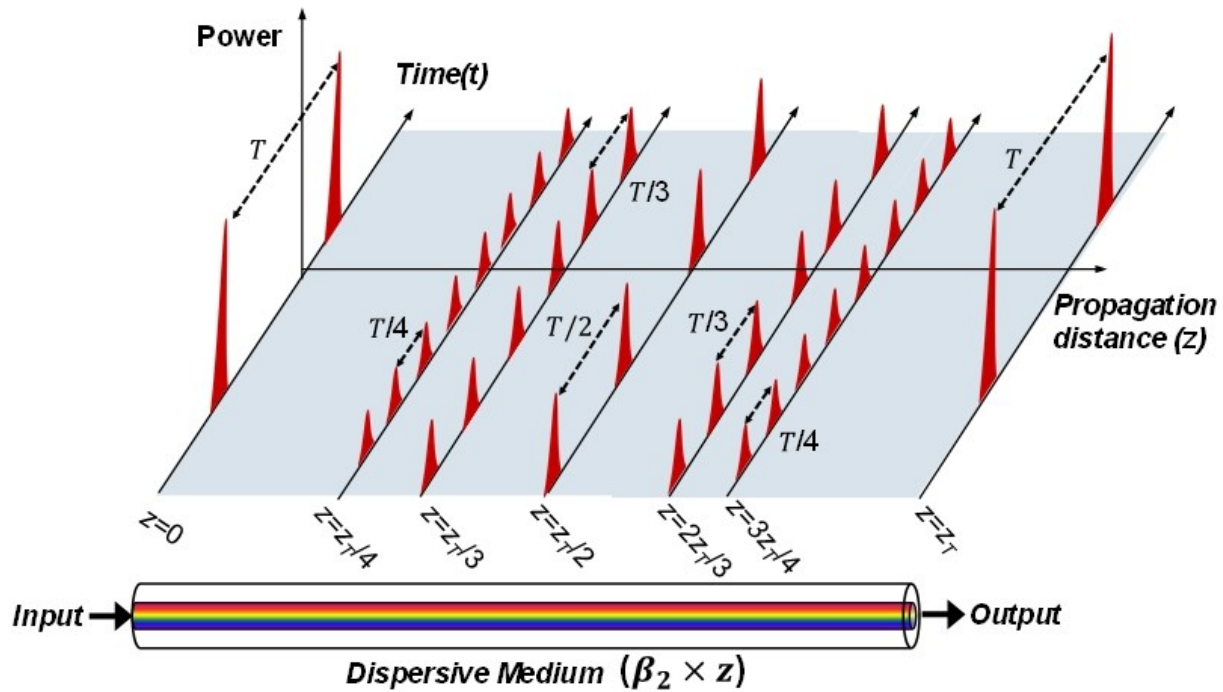 Power
Time(t)
T
T/3
T
T/4
T/2
T/3
T/4
Propagation
distance (z)
z=0
z=z_T/4
z=z_T/3
z=z_T/2
z=2z_T/3
z=3z_T/4
z=z_T
Input
Output
Dispersive Medium (β₂ × z)